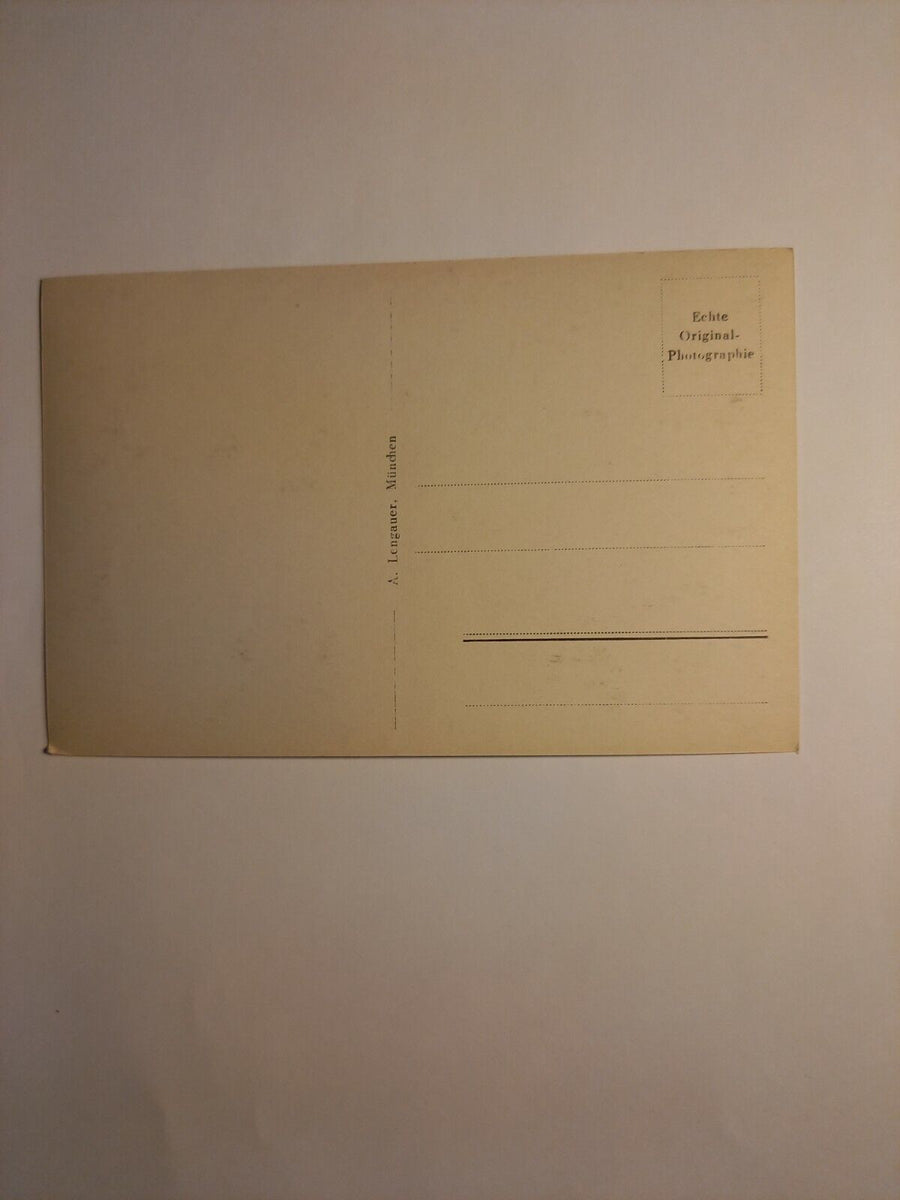 Echte
Original-
Photographie
A. Lengauer, München